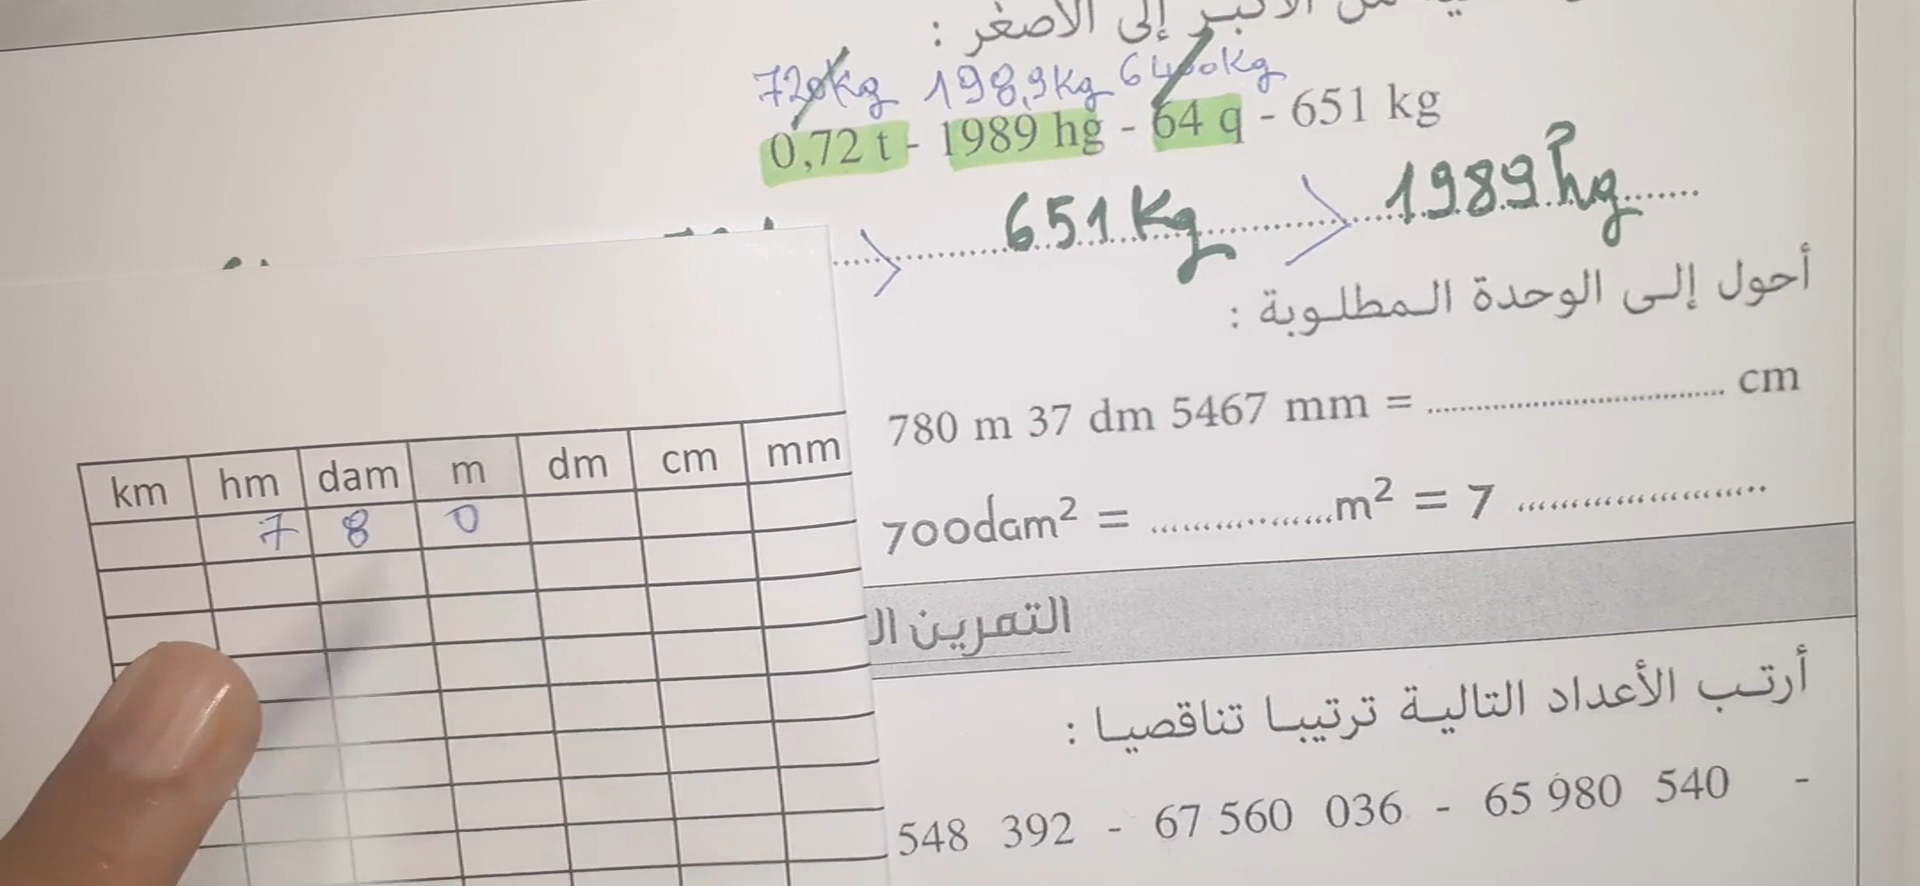 من الأكبر إلى الأصغر :
720kg 198,9kg 6400kg
0,72 t - 1989 hg - 64 q - 651 kg
> 651 Kg > 1989 hg
أحول إلى الوحدة المطلوبة :
780 m 37 dm 5467 mm = .......... cm
700dam² = ..........m² = 7 ..........
km hm dam m dm cm mm
7 8 0
التمرين
أرتب الأعداد التالية ترتيبا تناقصيا :
548 392 - 67 560 036 - 65 980 540 -